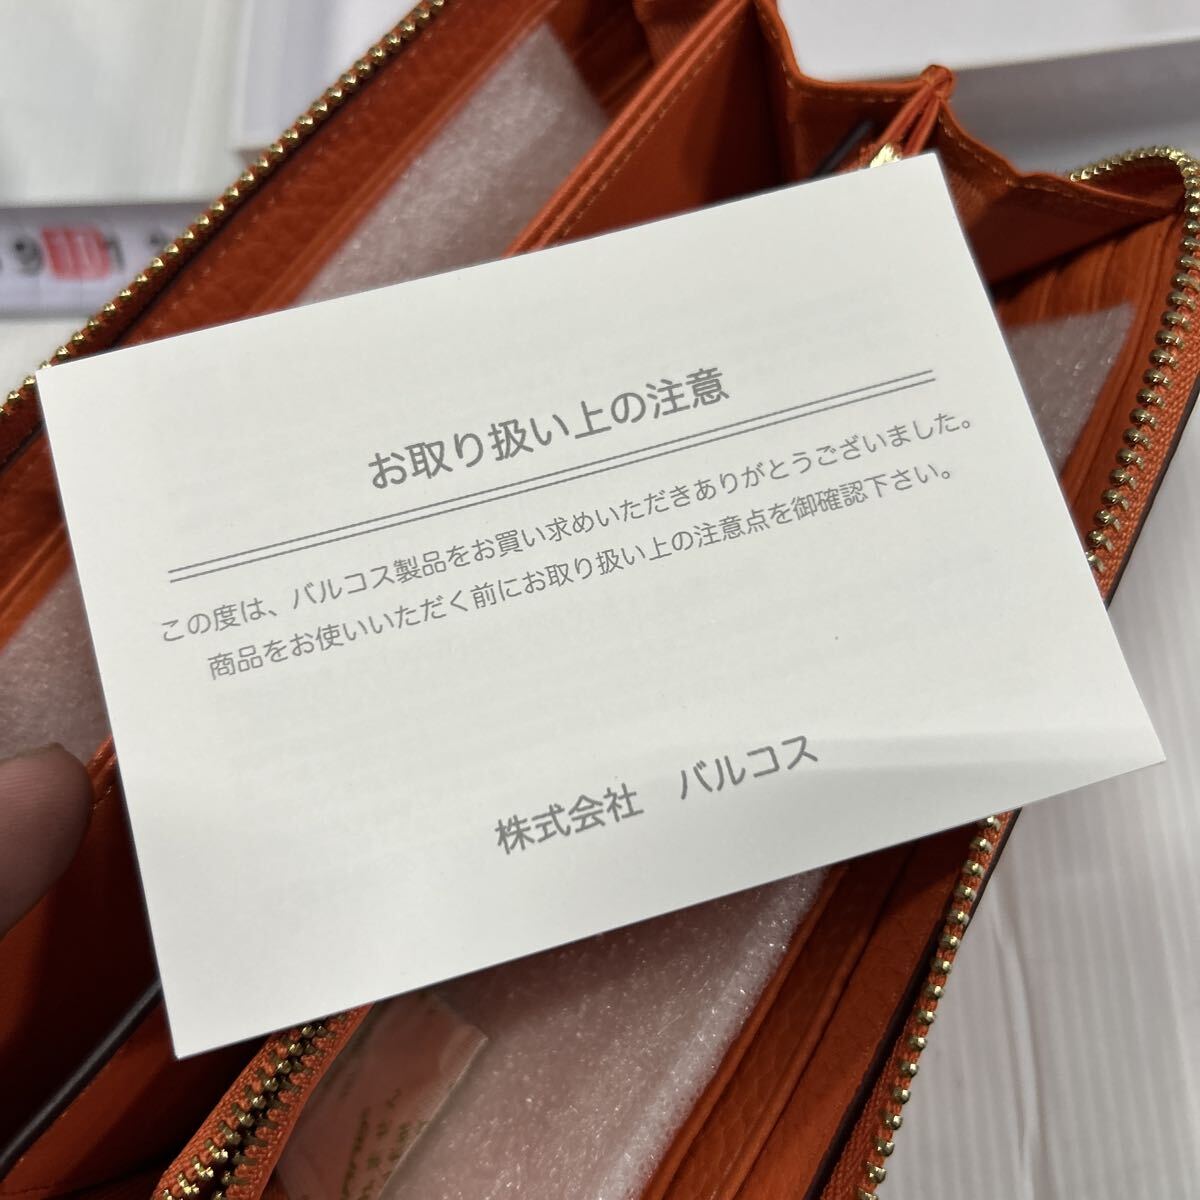 お取り扱い上の注意
この度は、バルコス製品をお買い求めいただきありがとうございました。
商品をお使いいただく前にお取り扱い上の注意点を御確認下さい。
株式会社 バルコス
9 10 1